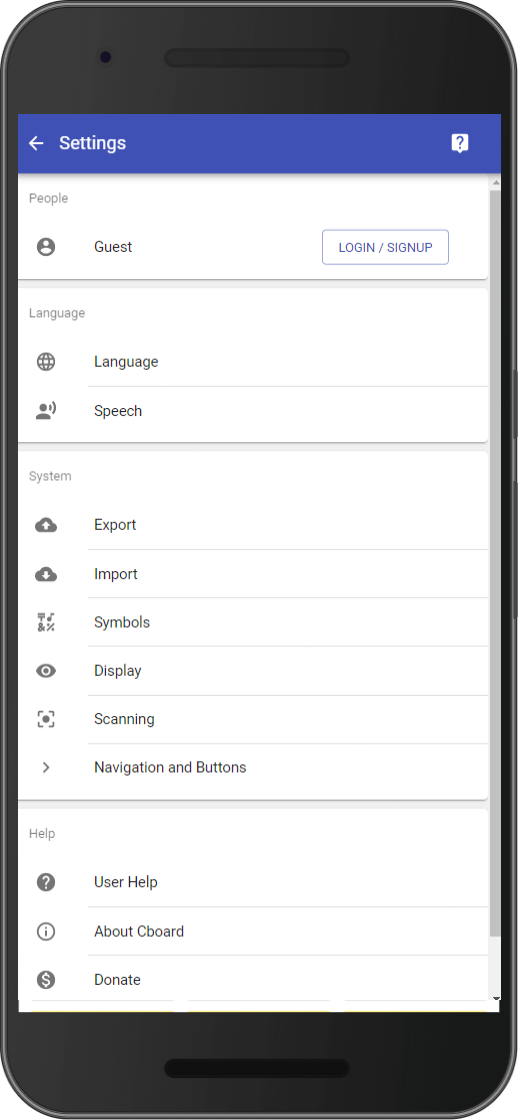 Settings
People
Guest
LOGIN / SIGNUP
Language
Language
Speech
System
Export
Import
Symbols
Display
Scanning
Navigation and Buttons
Help
User Help
About Cboard
Donate